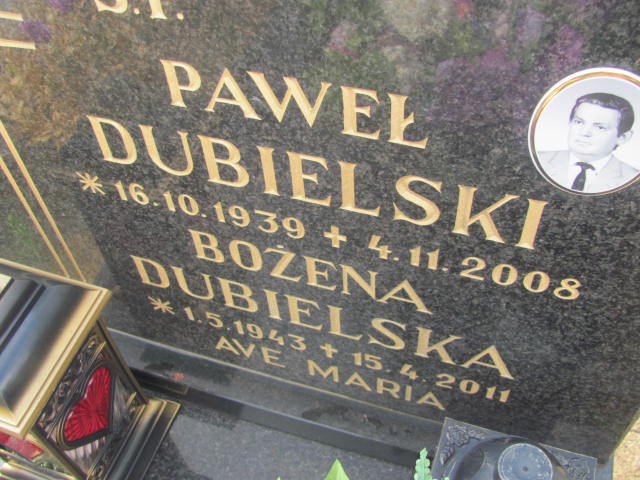 Ś.P.
PAWEŁ
DUBIELSKI
* 16.10.1939 + 4.11.2008
BOŻENA
DUBIELSKA
* 1.5.1943 + 15.4.2011
AVE MARIA